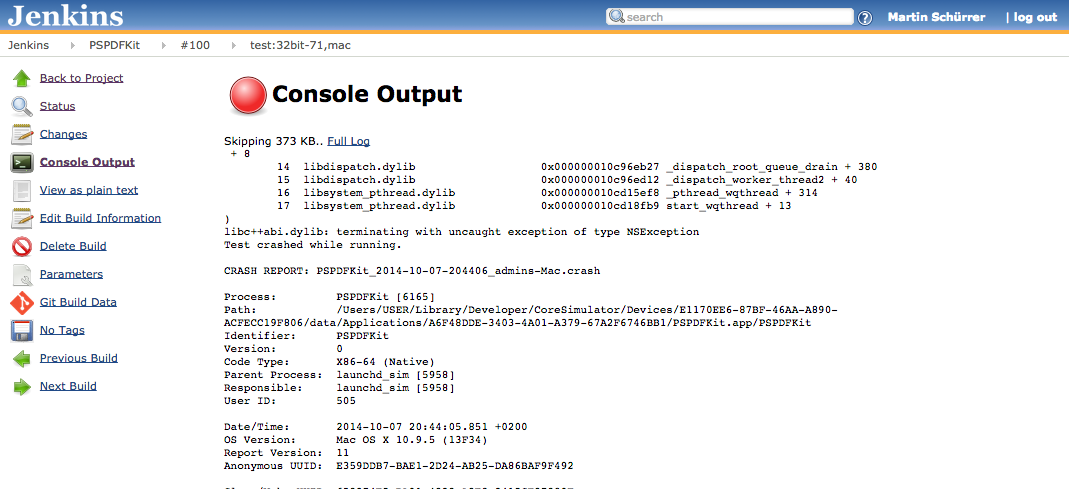 Jenkins
search
Martin Schürrer | log out
Jenkins PSPDFKit #100 test:32bit-71,mac
Back to Project
Status
Changes
Console Output
View as plain text
Edit Build Information
Delete Build
Parameters
Git Build Data
No Tags
Previous Build
Next Build
Console Output
Skipping 373 KB.. Full Log
+ 8
14 libdispatch.dylib 0x000000010c96eb27 _dispatch_root_queue_drain + 380
15 libdispatch.dylib 0x000000010c96ed12 _dispatch_worker_thread2 + 40
16 libsystem_pthread.dylib 0x000000010cd15ef8 _pthread_wqthread + 314
17 libsystem_pthread.dylib 0x000000010cd18fb9 start_wqthread + 13
)
libc++abi.dylib: terminating with uncaught exception of type NSException
Test crashed while running.
CRASH REPORT: PSPDFKit_2014-10-07-204406_admins-Mac.crash
Process: PSPDFKit [6165]
Path: /Users/USER/Library/Developer/CoreSimulator/Devices/E1170EE6-87BF-46AA-A890-
ACFECC19F806/data/Applications/A6F48DDE-3403-4A01-A379-67A2F6746BB1/PSPDFKit.app/PSPDFKit
Identifier: PSPDFKit
Version: 0
Code Type: X86-64 (Native)
Parent Process: launchd_sim [5958]
Responsible: launchd_sim [5958]
User ID: 505
Date/Time: 2014-10-07 20:44:05.851 +0200
OS Version: Mac OS X 10.9.5 (13F34)
Report Version: 11
Anonymous UUID: E359DDB7-BAE1-2D24-AB25-DA86BAF9F492